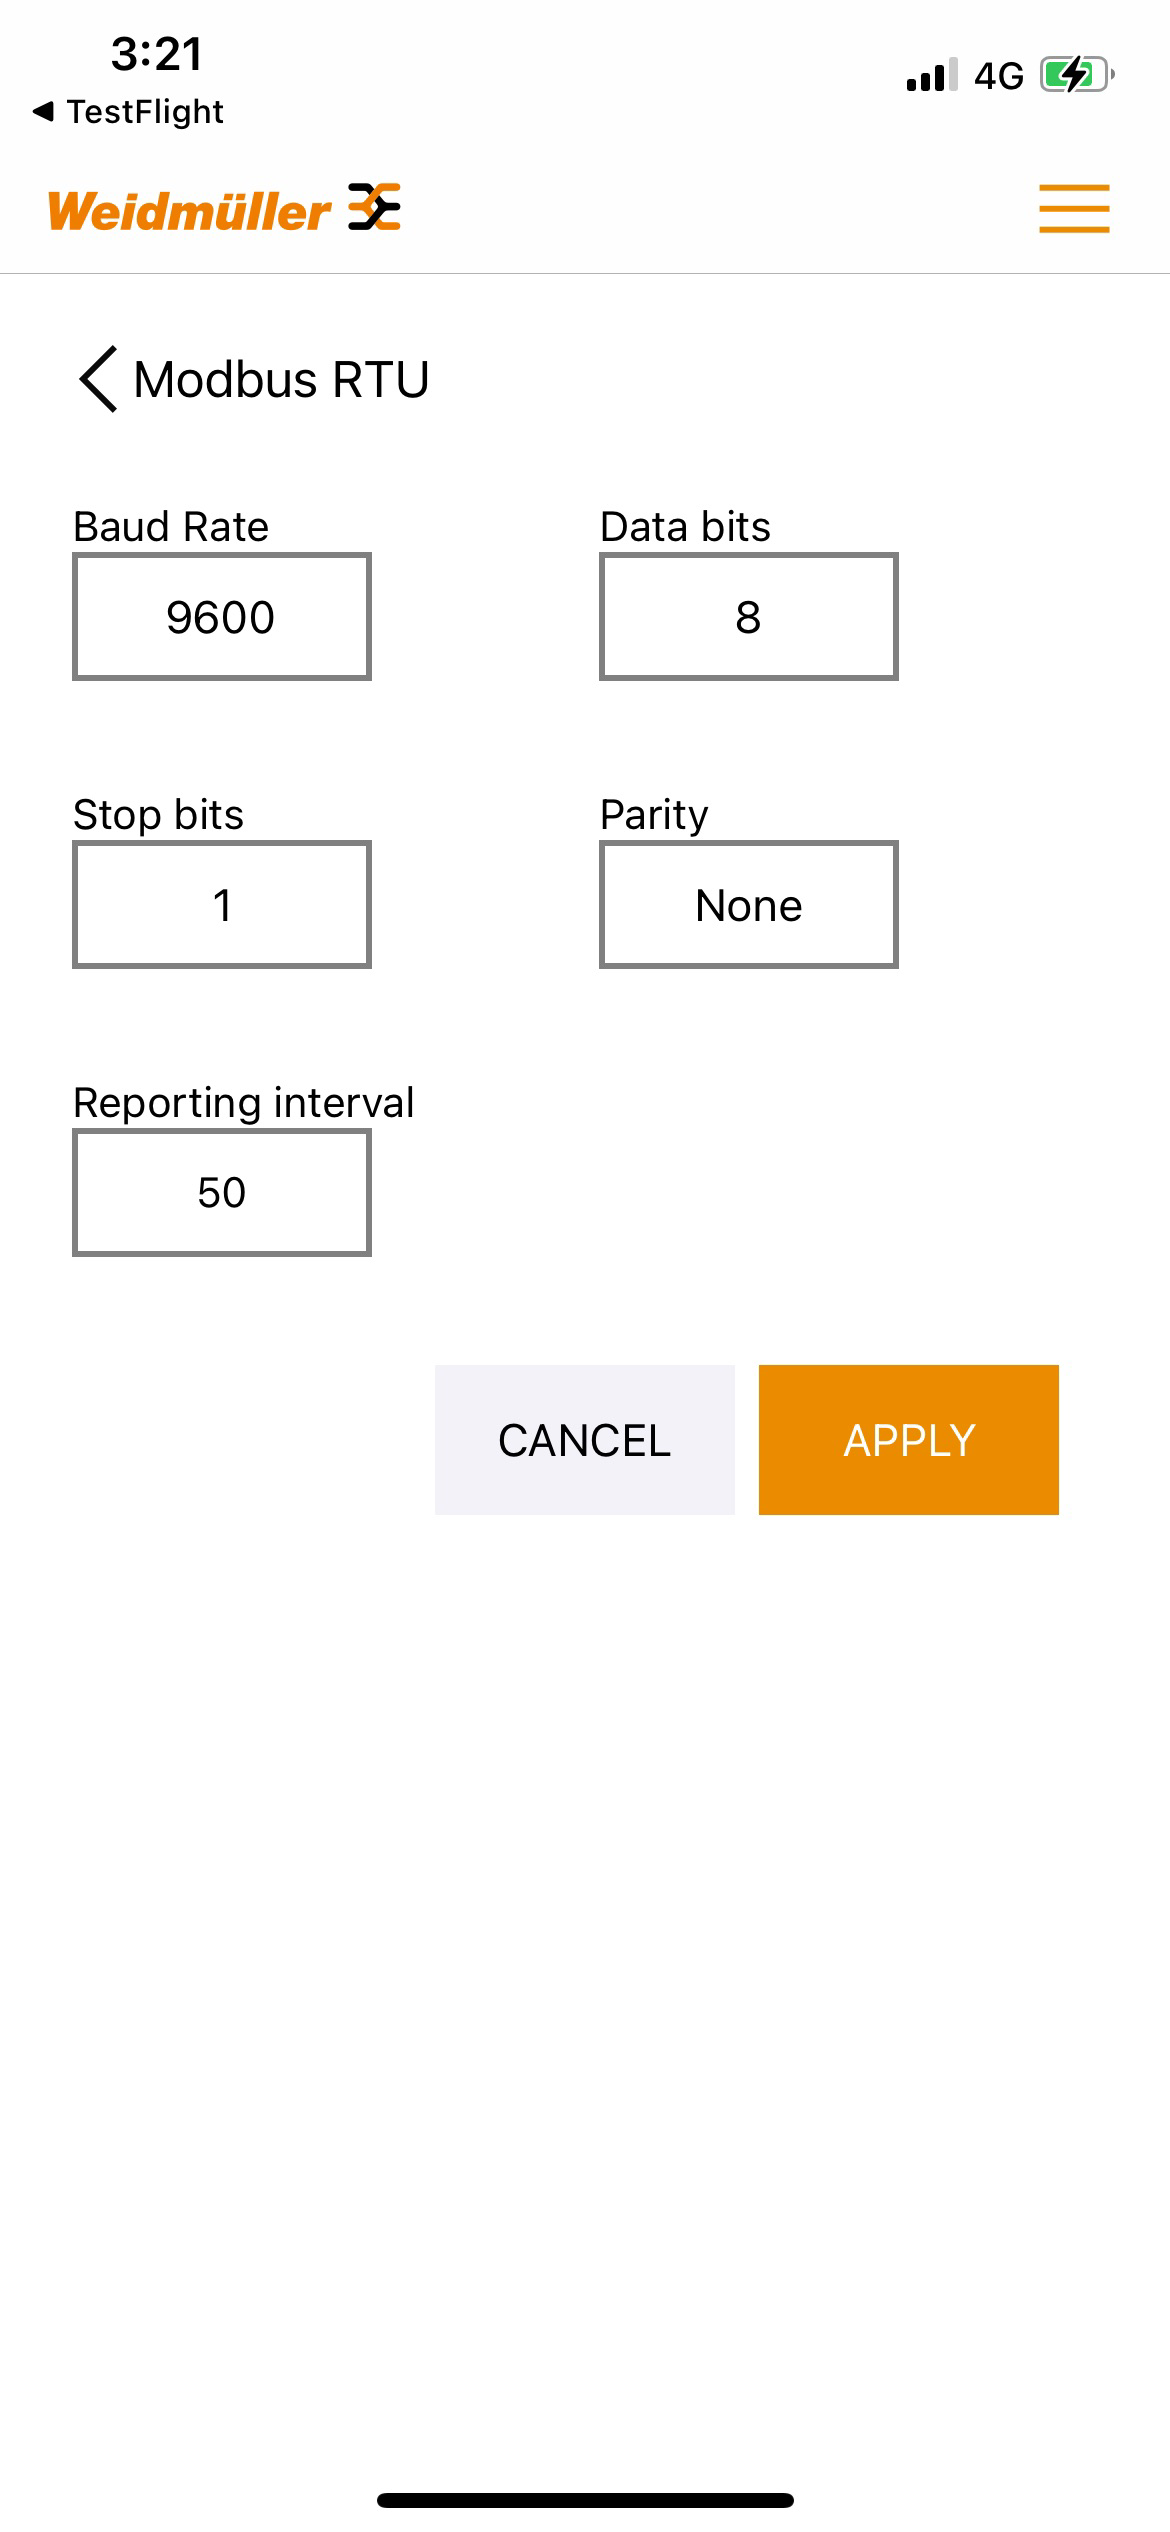 3:21
4G
TestFlight
Weidmüller
Modbus RTU
Baud Rate
Data bits
9600
8
Stop bits
Parity
1
None
Reporting interval
50
CANCEL
APPLY